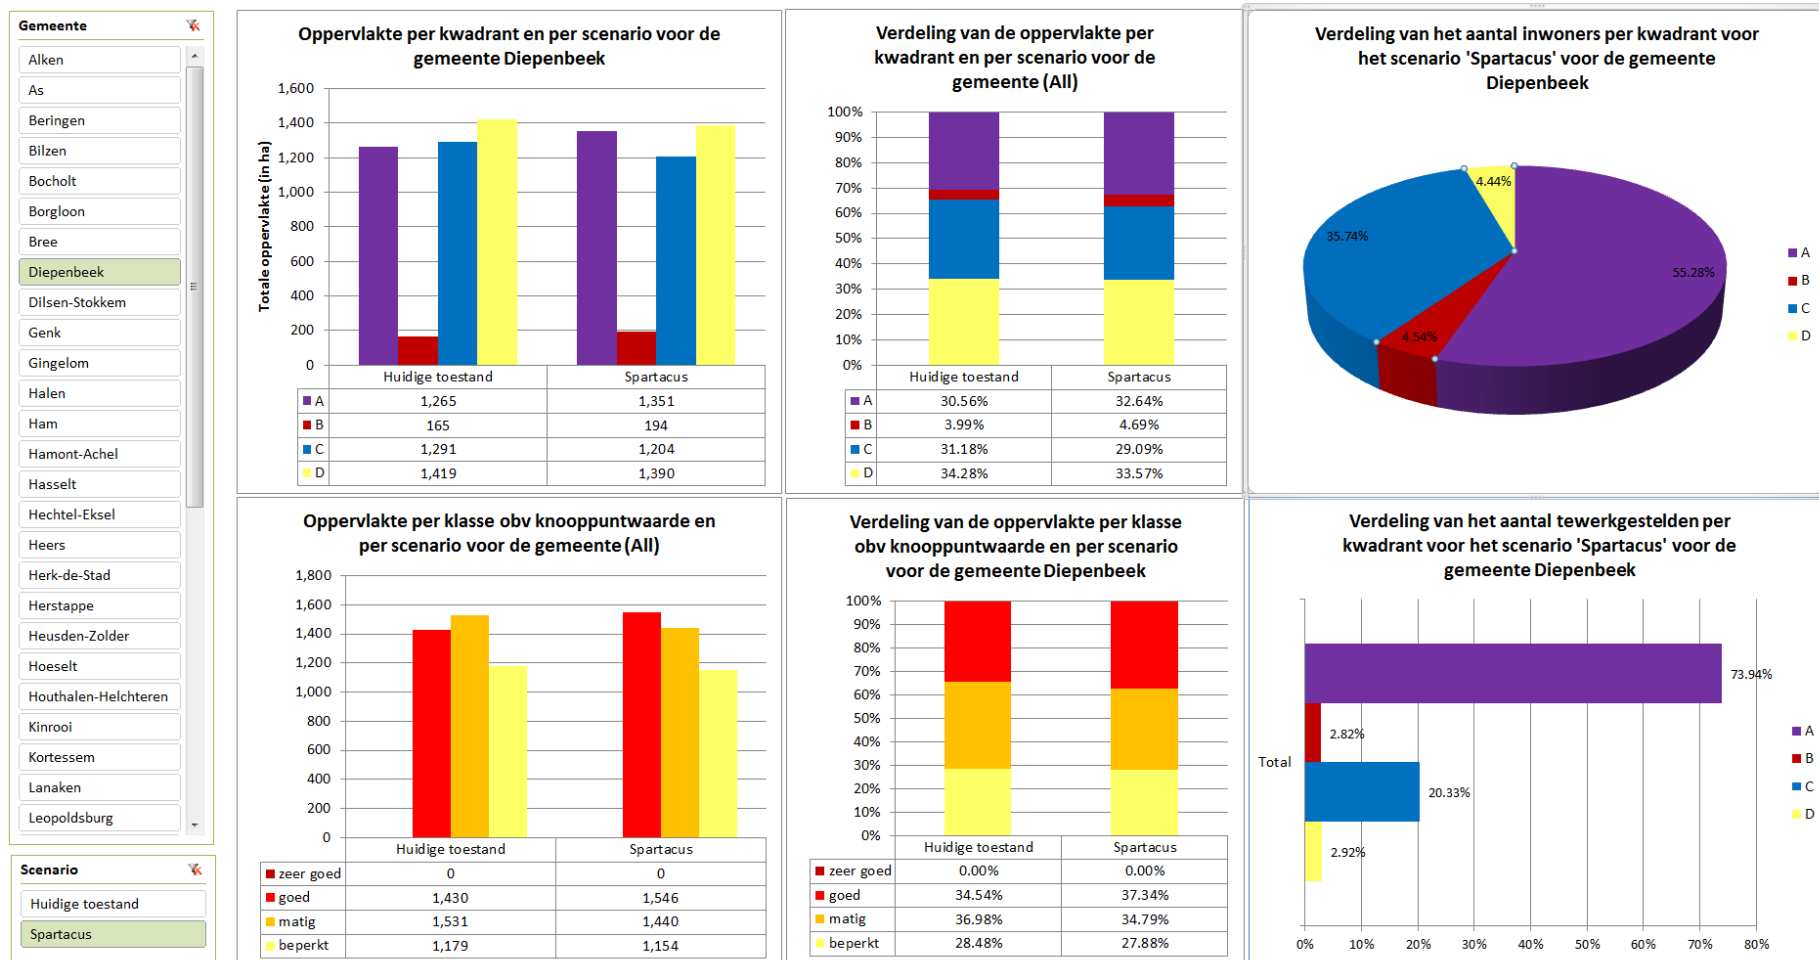 Gemeente
Alken
As
Beringen
Bilzen
Bocholt
Borgloon
Bree
Diepenbeek
Dilsen-Stokkem
Genk
Gingelom
Halen
Ham
Hamont-Achel
Hasselt
Hechtel-Eksel
Heers
Herk-de-Stad
Herstappe
Heusden-Zolder
Hoeselt
Houthalen-Helchteren
Kinrooi
Kortessem
Lanaken
Leopoldsburg
Scenario
Huidige toestand
Spartacus
Oppervlakte per kwadrant en per scenario voor de
gemeente Diepenbeek
Totale oppervlakte (in ha)
1,600
1,400
1,200
1,000
800
600
400
200
0
Huidige toestand Spartacus
A 1,265 1,351
B 165 194
C 1,291 1,204
D 1,419 1,390
Verdeling van de oppervlakte per
kwadrant en per scenario voor de
gemeente (All)
100%
90%
80%
70%
60%
50%
40%
30%
20%
10%
0%
Huidige toestand Spartacus
A 30.56% 32.64%
B 3.99% 4.69%
C 31.18% 29.09%
D 34.28% 33.57%
Verdeling van het aantal inwoners per kwadrant voor
het scenario 'Spartacus' voor de gemeente
Diepenbeek
4.44%
35.74%
55.28%
4.54%
A
B
C
D
Oppervlakte per klasse obv knooppuntwaarde en
per scenario voor de gemeente (All)
1,800
1,600
1,400
1,200
1,000
800
600
400
200
0
Huidige toestand Spartacus
zeer goed 0 0
goed 1,430 1,546
matig 1,531 1,440
beperkt 1,179 1,154
Verdeling van de oppervlakte per klasse
obv knooppuntwaarde en per scenario
voor de gemeente Diepenbeek
100%
90%
80%
70%
60%
50%
40%
30%
20%
10%
0%
Huidige toestand Spartacus
zeer goed 0.00% 0.00%
goed 34.54% 37.34%
matig 36.98% 34.79%
beperkt 28.48% 27.88%
Verdeling van het aantal tewerkgestelden per
kwadrant voor het scenario 'Spartacus' voor de
gemeente Diepenbeek
73.94%
2.82%
Total
20.33%
2.92%
A
B
C
D
0% 10% 20% 30% 40% 50% 60% 70% 80%